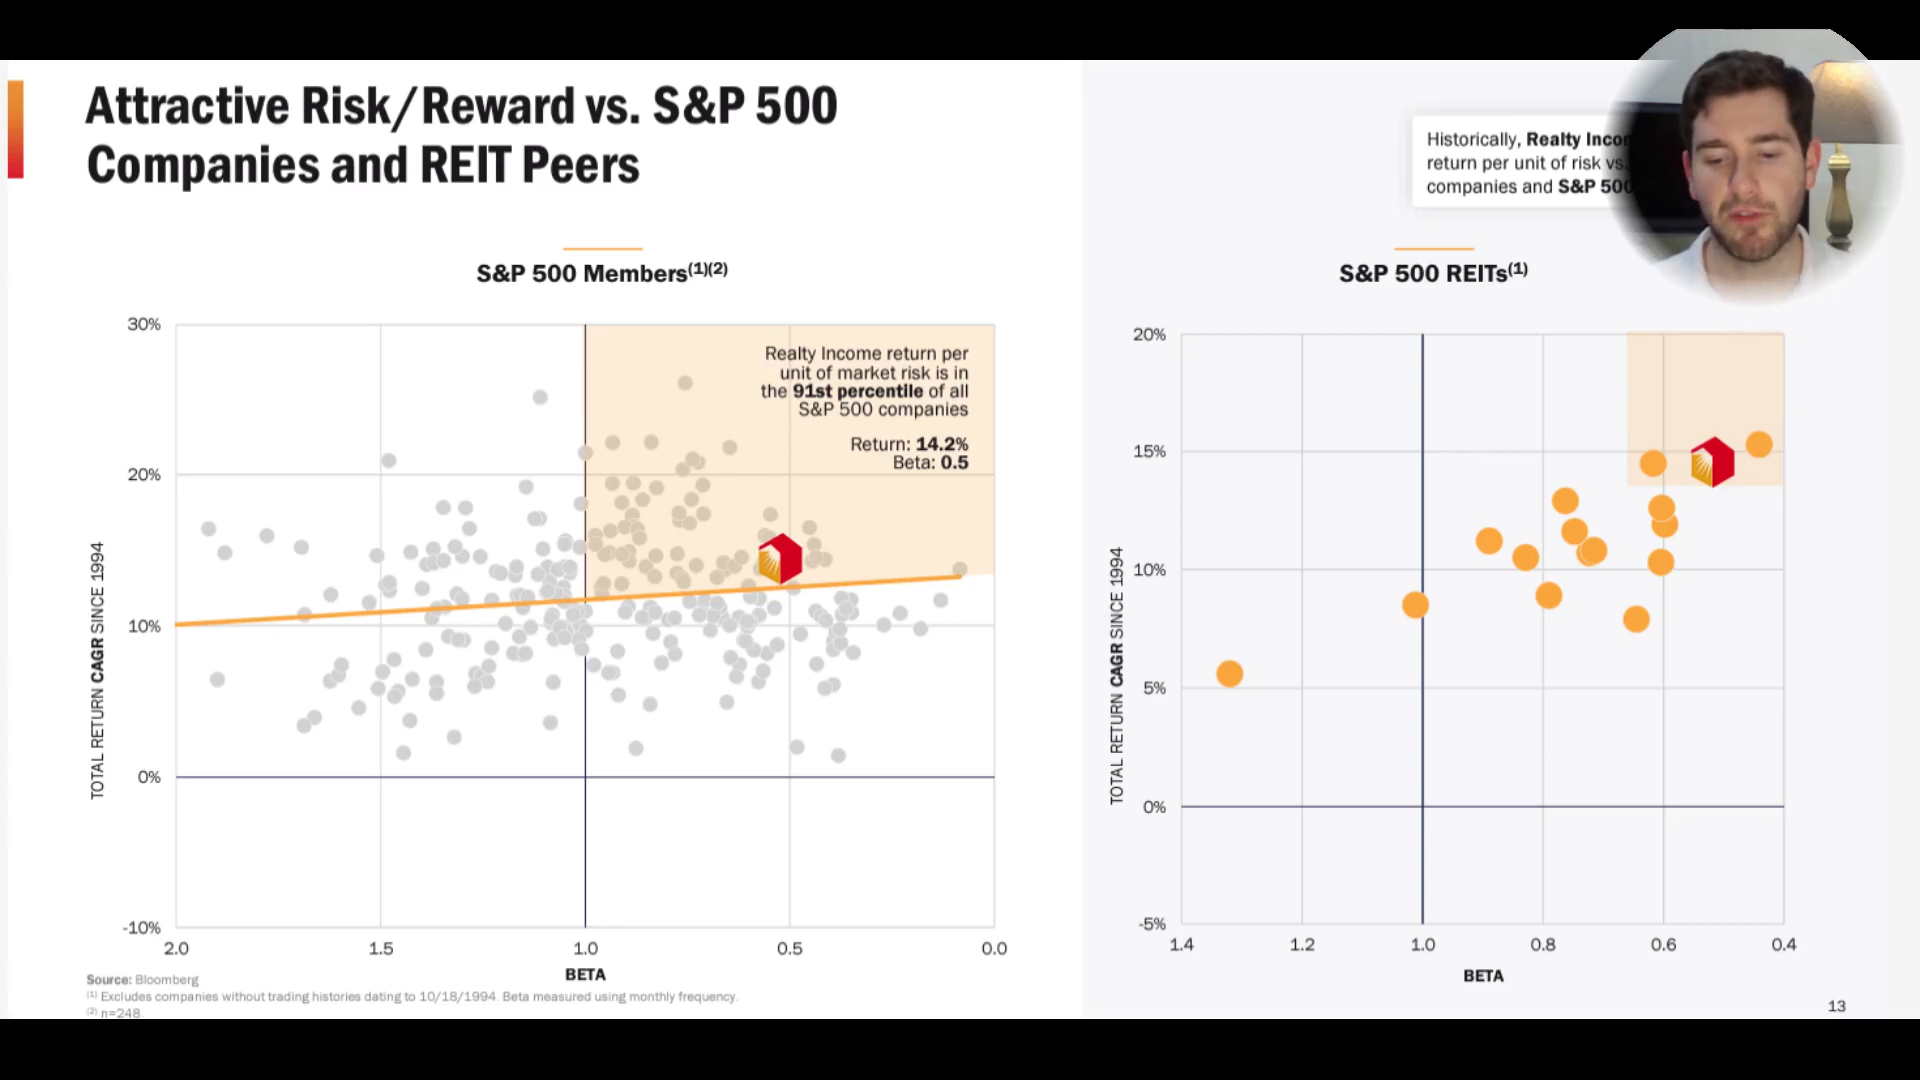 Attractive Risk/Reward vs. S&P 500
Companies and REIT Peers
Historically, Realty
return per unit of risk vs.
companies and S&P 500
S&P 500 Members(1)(2)
30%
20%
10%
0%
-10%
TOTAL RETURN CAGR SINCE 1994
Realty Income return per
unit of market risk is in
the 91st percentile of all
S&P 500 companies
Return: 14.2%
Beta: 0.5
2.0 1.5 1.0 0.5 0.0
BETA
S&P 500 REITs(1)
20%
15%
10%
5%
0%
-5%
TOTAL RETURN CAGR SINCE 1994
1.4 1.2 1.0 0.8 0.6 0.4
BETA
Source: Bloomberg
(1) Excludes companies without trading histories dating to 10/18/1994. Beta measured using monthly frequency.
(2) n=248.
13